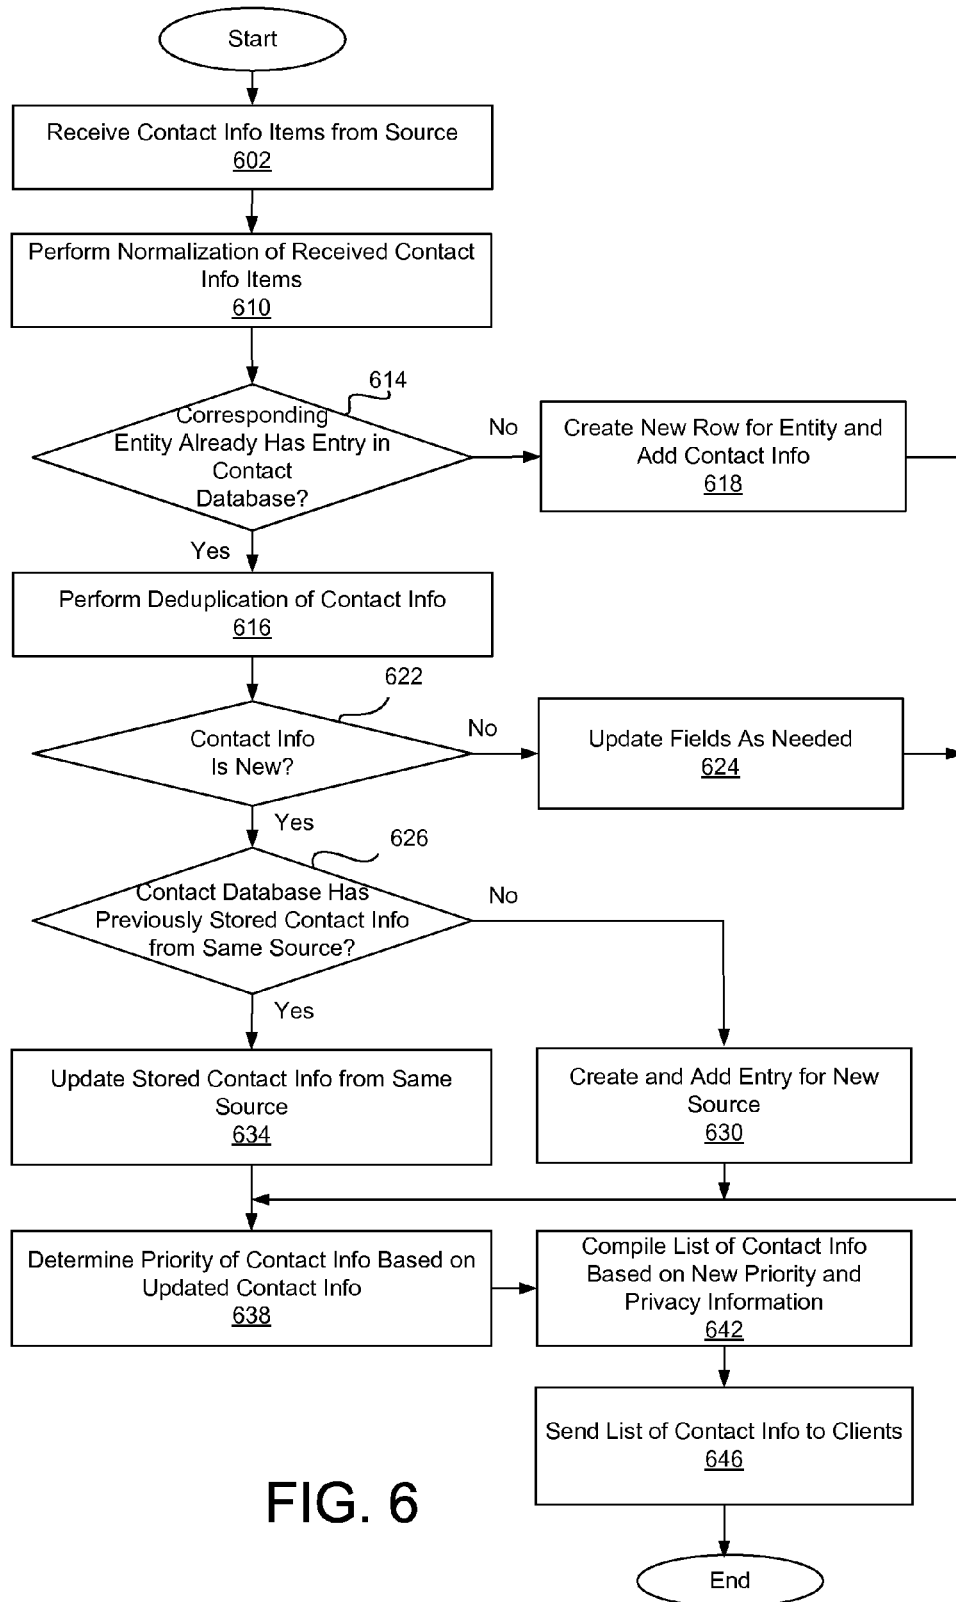 Start
Receive Contact Info Items from Source
602
Perform Normalization of Received Contact
Info Items
610
614
Corresponding
Entity Already Has Entry in
Contact
Database?
No
Create New Row for Entity and
Add Contact Info
618
Yes
Perform Deduplication of Contact Info
616
622
Contact Info
Is New?
No
Update Fields As Needed
624
Yes
626
Contact Database Has
Previously Stored Contact Info
from Same Source?
No
Yes
Update Stored Contact Info from Same
Source
634
Create and Add Entry for New
Source
630
Determine Priority of Contact Info Based on
Updated Contact Info
638
Compile List of Contact Info
Based on New Priority and
Privacy Information
642
Send List of Contact Info to Clients
646
FIG. 6
End